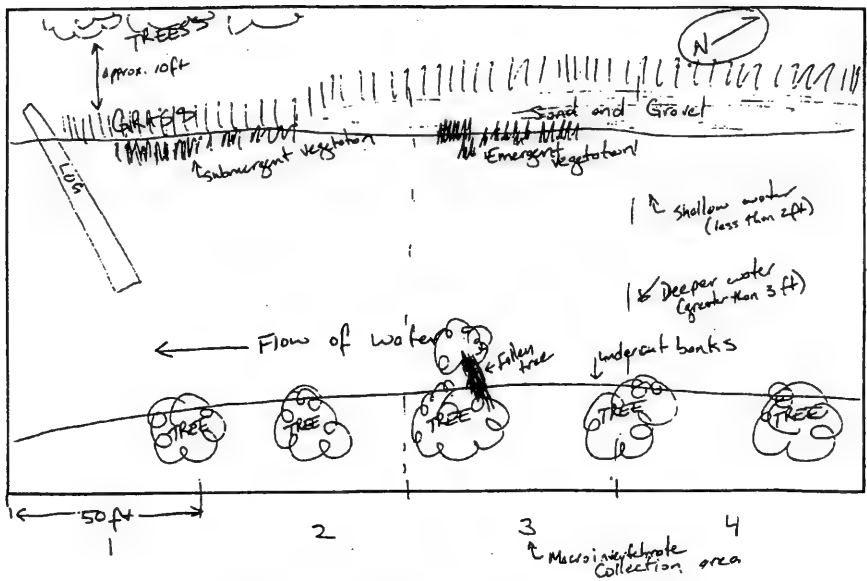 TREES
N
approx. 10ft
GRASS
Sand and Gravel
submergent vegetation
Emergent
vegetation
LOG
Shallow water
(less than 2ft)
Deeper water
(greater than 3 ft)
Flow of water
Fallen
tree
undercut banks
TREE
TREE
TREE
TREE
TREE
50ft
1
2
3
4
Macroinvertebrate
Collection area